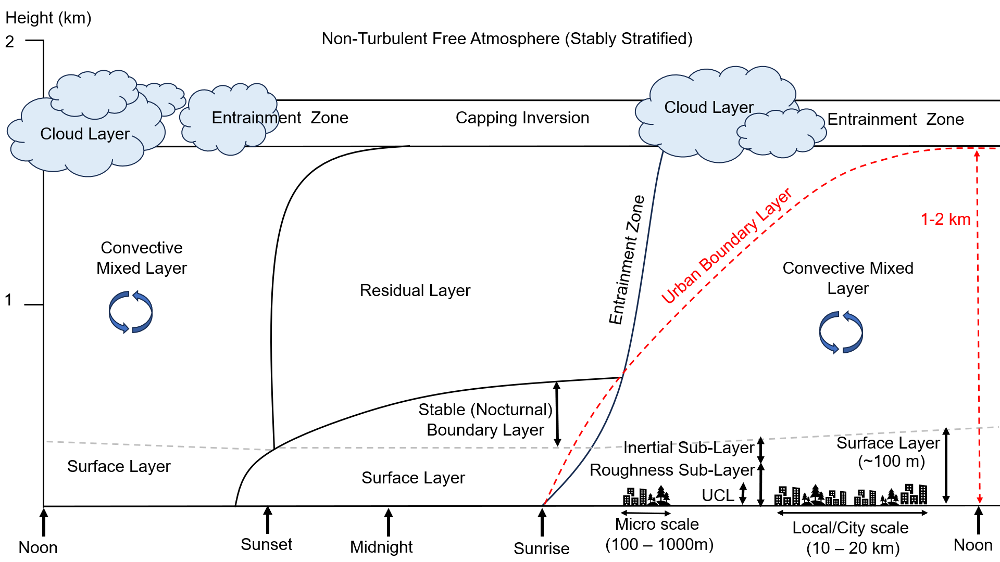 Height (km)
2
Non-Turbulent Free Atmosphere (Stably Stratified)
Cloud Layer
Entrainment Zone
Capping Inversion
Cloud Layer
Entrainment Zone
Entrainment Zone
Urban Boundary Layer
1-2 km
Convective
Mixed Layer
Convective Mixed
Layer
1
Residual Layer
Stable (Nocturnal)
Boundary Layer
Inertial Sub-Layer
Surface Layer
(~100 m)
Surface Layer
Surface Layer
Roughness Sub-Layer
UCL
Noon
Sunset
Midnight
Sunrise
Micro scale
(100 – 1000m)
Local/City scale
(10 – 20 km)
Noon